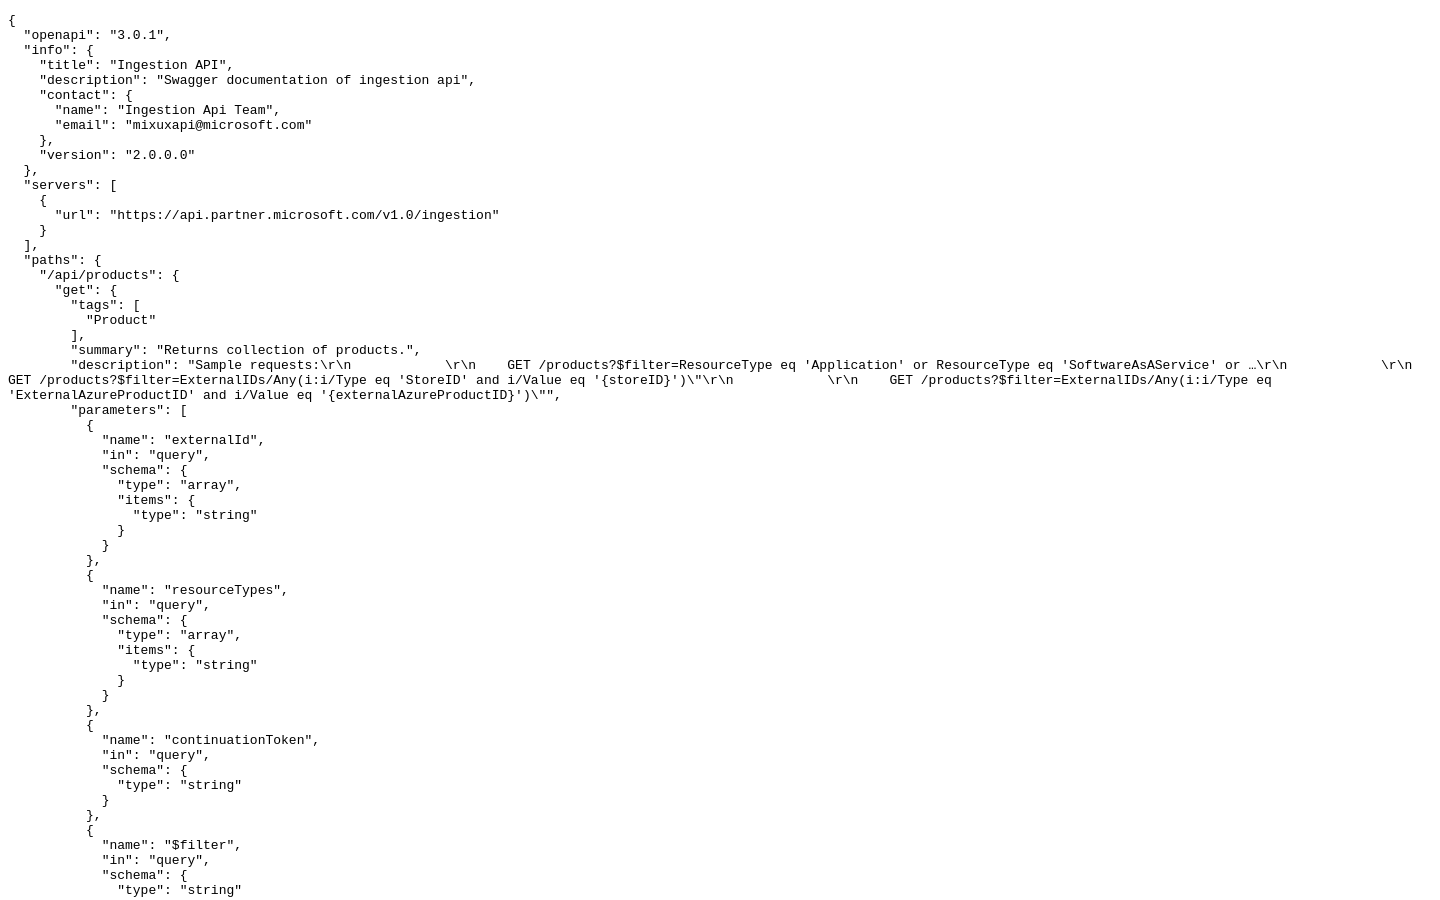 {
  "openapi": "3.0.1",
  "info": {
    "title": "Ingestion API",
    "description": "Swagger documentation of ingestion api",
    "contact": {
      "name": "Ingestion Api Team",
      "email": "mixuxapi@microsoft.com"
    },
    "version": "2.0.0.0"
  },
  "servers": [
    {
      "url": "https://api.partner.microsoft.com/v1.0/ingestion"
    }
  ],
  "paths": {
    "/api/products": {
      "get": {
        "tags": [
          "Product"
        ],
        "summary": "Returns collection of products.",
        "description": "Sample requests:\r\n            \r\n    GET /products?$filter=ResourceType eq 'Application' or ResourceType eq 'SoftwareAsAService' or …\r\n            \r\n
GET /products?$filter=ExternalIDs/Any(i:i/Type eq 'StoreID' and i/Value eq '{storeID}')\"\r\n            \r\n    GET /products?$filter=ExternalIDs/Any(i:i/Type eq
'ExternalAzureProductID' and i/Value eq '{externalAzureProductID}')\"",
        "parameters": [
          {
            "name": "externalId",
            "in": "query",
            "schema": {
              "type": "array",
              "items": {
                "type": "string"
              }
            }
          },
          {
            "name": "resourceTypes",
            "in": "query",
            "schema": {
              "type": "array",
              "items": {
                "type": "string"
              }
            }
          },
          {
            "name": "continuationToken",
            "in": "query",
            "schema": {
              "type": "string"
            }
          },
          {
            "name": "$filter",
            "in": "query",
            "schema": {
              "type": "string"